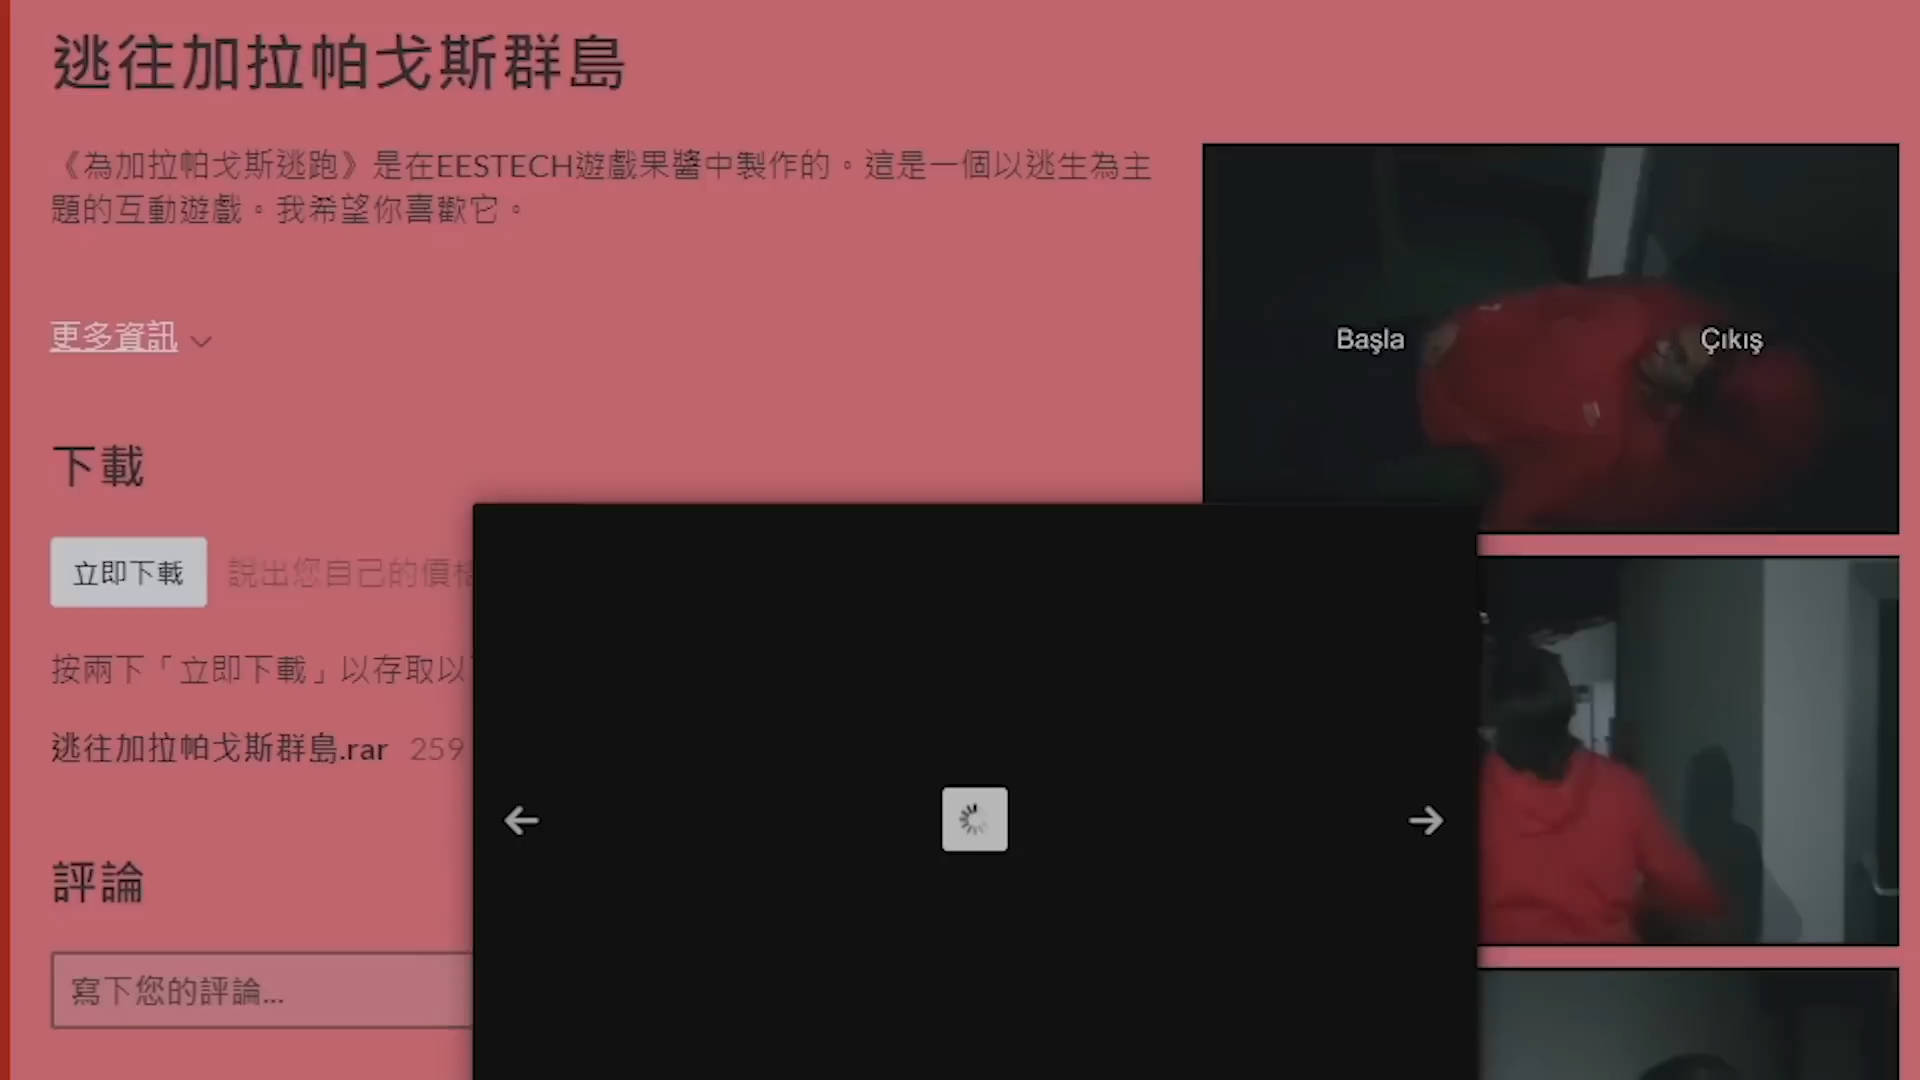 逃往加拉帕戈斯群島
《為加拉帕戈斯逃跑》是在EESTECH遊戲果醬中製作的。這是一個以逃生為主
題的互動遊戲。我希望你喜歡它。
更多資訊
Başla
Çıkış
下載
立即下載 說出您自己的價格
按兩下「立即下載」以存取以
逃往加拉帕戈斯群島.rar 259
評論
寫下您的評論...